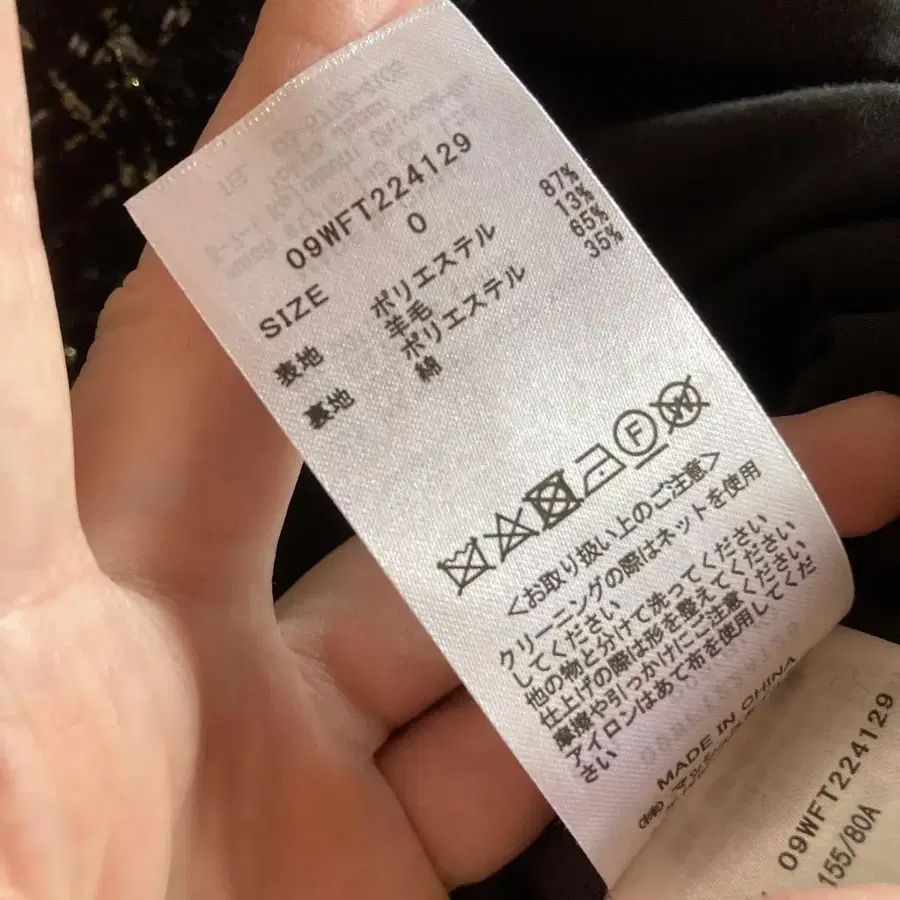 09WFT224129
SIZE 0
表地 ポリエステル 87%
羊毛 13%
裏地 ポリエステル 65%
綿 35%
F
W
<お取り扱い上のご注意>
クリーニングの際はネットを使用
してください
他の物と分けて洗ってください
仕上げの際は形を整えてください
摩擦や引っかけにご注意ください
アイロンはあて布を使用してくだ
さい
MADE IN CHINA
09WFT224129
155/80A